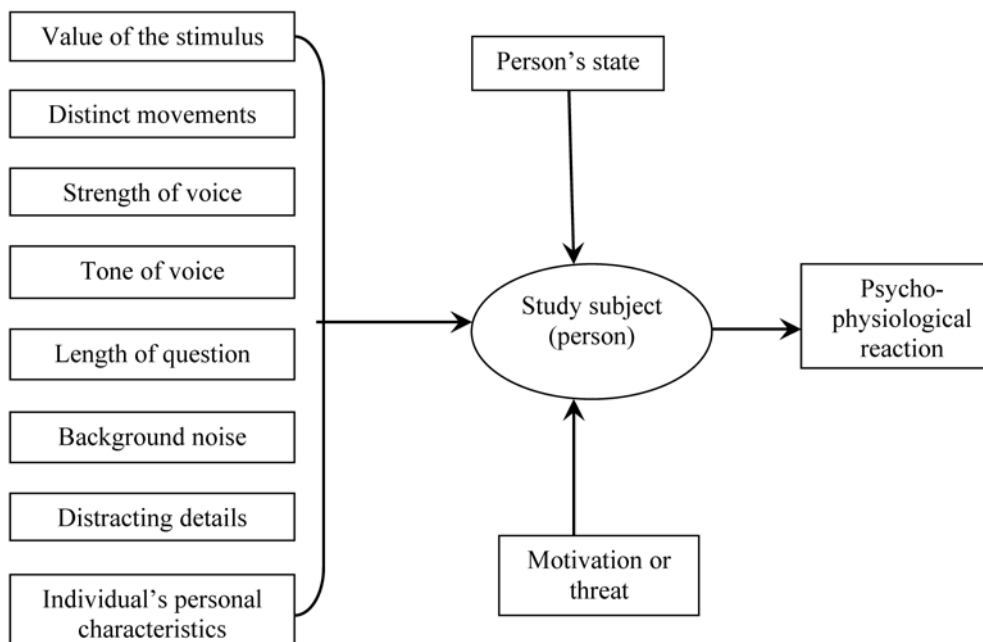 Value of the stimulus
Distinct movements
Strength of voice
Tone of voice
Length of question
Background noise
Distracting details
Individual’s personal
characteristics
Person’s state
Study subject
(person)
Motivation or
threat
Psycho-
physiological
reaction